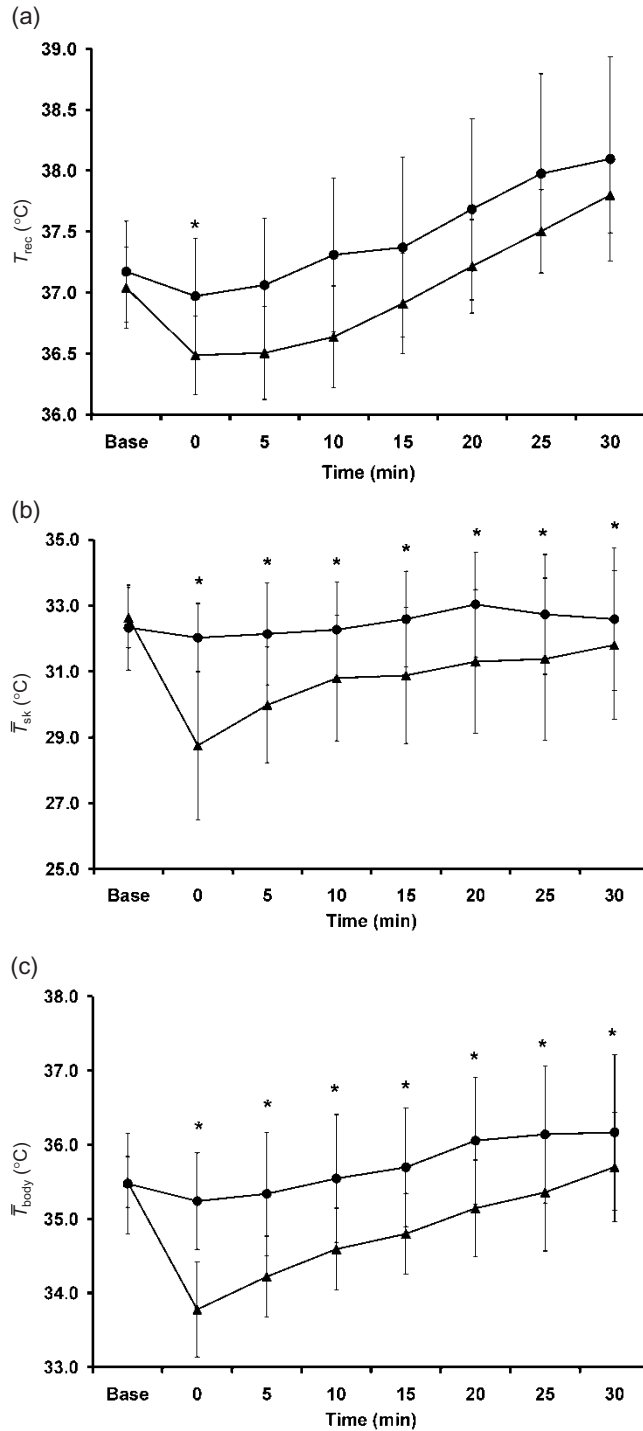 (a)
39.0
38.5
38.0
37.5
37.0
36.5
36.0
T rec (°C)
*
Base 0 5 10 15 20 25 30
Time (min)
(b)
35.0
33.0
31.0
29.0
27.0
25.0
T̿ sk (°C)
* * * * * * *
Base 0 5 10 15 20 25 30
Time (min)
(c)
38.0
37.0
36.0
35.0
34.0
33.0
T̿ body (°C)
* * * * * * *
Base 0 5 10 15 20 25 30
Time (min)